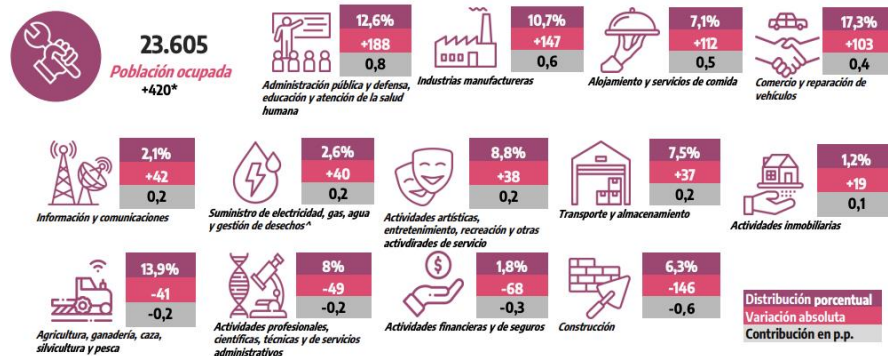 23.605
Población ocupada
+420*
12,6%
+188
0,8
Administración pública y defensa,
educación y atención de la salud
humana
10,7%
+147
0,6
Industrias manufactureras
7,1%
+112
0,5
Alojamiento y servicios de comida
17,3%
+103
0,4
Comercio y reparación de
vehículos
2,1%
+42
0,2
Información y comunicaciones
2,6%
+40
0,2
Suministro de electricidad, gas, agua
y gestión de desechos^
8,8%
+38
0,2
Actividades artísticas,
entretenimiento, recreación y otras
activdirades de servicio
7,5%
+37
0,2
Transporte y almacenamiento
1,2%
+19
0,1
Actividades inmobiliarias
13,9%
-41
-0,2
Agricultura, ganadería, caza,
silvicultura y pesca
8%
-49
-0,2
Actividades profesionales,
científicas, técnicas y de servicios
administrativos
$
1,8%
-68
-0,3
Actividades financieras y de seguros
6,3%
-146
-0,6
Construcción
Distribución porcentual
Variación absoluta
Contribución en p.p.